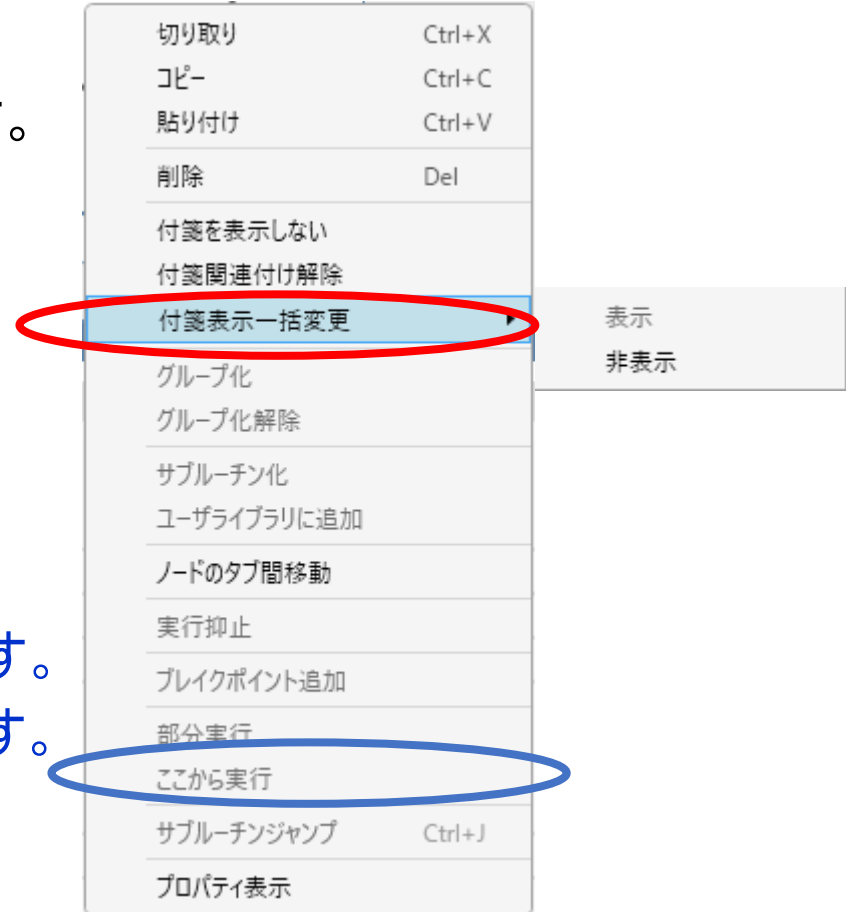 切り取り Ctrl+X
コピー Ctrl+C
。
貼り付け Ctrl+V
削除 Del
付箋を表示しない
付箋関連付け解除
付箋表示一括変更
表示
非表示
グループ化
グループ化解除
サブルーチン化
ユーザライブラリに追加
ノードのタブ間移動
実行抑止
す。
ブレイクポイント追加
す。
部分実行
ここから実行
サブルーチンジャンプ Ctrl+J
プロパティ表示